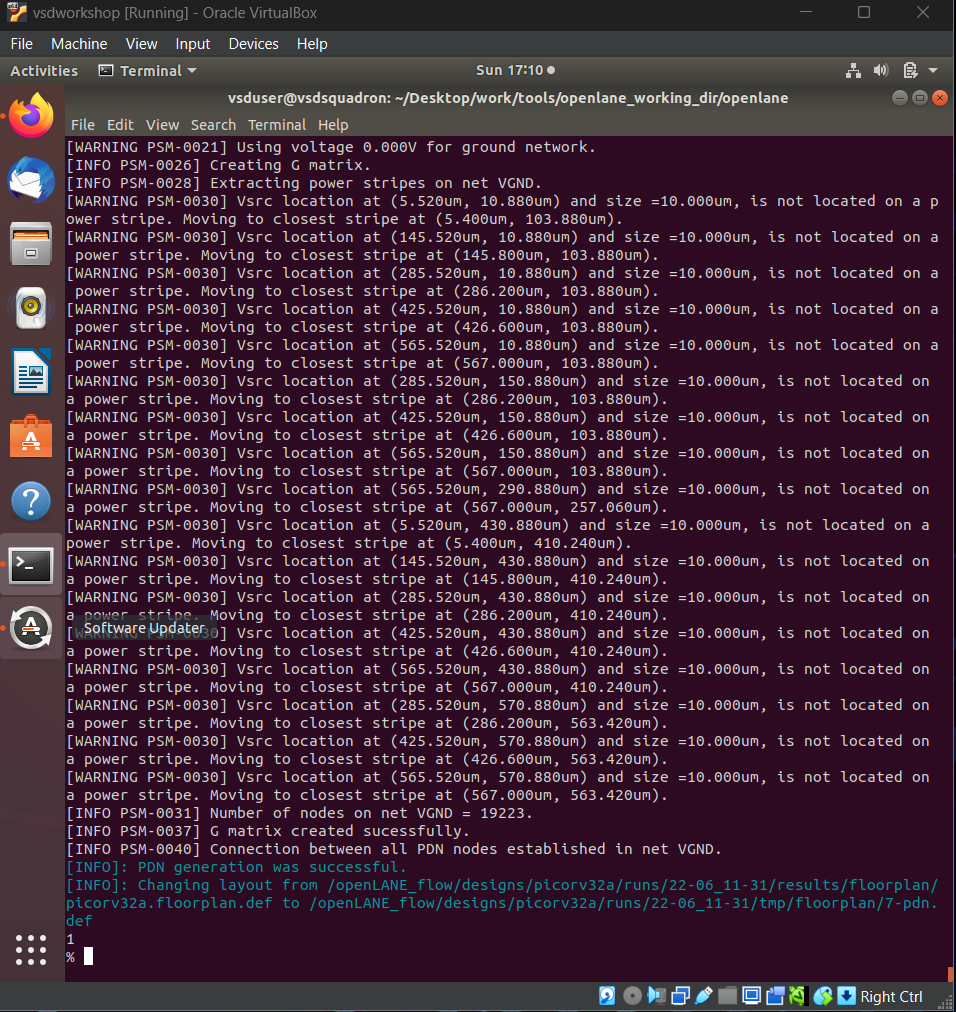 vsdworkshop [Running] - Oracle VirtualBox
File Machine View Input Devices Help
Activities Terminal Sun 17:10
vsduser@vsdsquadron: ~/Desktop/work/tools/openlane_working_dir/openlane
File Edit View Search Terminal Help
[WARNING PSM-0021] Using voltage 0.000V for ground network.
[INFO PSM-0026] Creating G matrix.
[INFO PSM-0028] Extracting power stripes on net VGND.
[WARNING PSM-0030] Vsrc location at (5.520um, 10.880um) and size =10.000um, is not located on a p
ower stripe. Moving to closest stripe at (5.400um, 103.880um).
[WARNING PSM-0030] Vsrc location at (145.520um, 10.880um) and size =10.000um, is not located on a
 power stripe. Moving to closest stripe at (145.800um, 103.880um).
[WARNING PSM-0030] Vsrc location at (285.520um, 10.880um) and size =10.000um, is not located on a
 power stripe. Moving to closest stripe at (286.200um, 103.880um).
[WARNING PSM-0030] Vsrc location at (425.520um, 10.880um) and size =10.000um, is not located on a
 power stripe. Moving to closest stripe at (426.600um, 103.880um).
[WARNING PSM-0030] Vsrc location at (565.520um, 10.880um) and size =10.000um, is not located on a
 power stripe. Moving to closest stripe at (567.000um, 103.880um).
[WARNING PSM-0030] Vsrc location at (285.520um, 150.880um) and size =10.000um, is not located on
a power stripe. Moving to closest stripe at (286.200um, 103.880um).
[WARNING PSM-0030] Vsrc location at (425.520um, 150.880um) and size =10.000um, is not located on
a power stripe. Moving to closest stripe at (426.600um, 103.880um).
[WARNING PSM-0030] Vsrc location at (565.520um, 150.880um) and size =10.000um, is not located on
a power stripe. Moving to closest stripe at (567.000um, 103.880um).
[WARNING PSM-0030] Vsrc location at (565.520um, 290.880um) and size =10.000um, is not located on
a power stripe. Moving to closest stripe at (567.000um, 257.060um).
[WARNING PSM-0030] Vsrc location at (5.520um, 430.880um) and size =10.000um, is not located on a
power stripe. Moving to closest stripe at (5.400um, 410.240um).
[WARNING PSM-0030] Vsrc location at (145.520um, 430.880um) and size =10.000um, is not located on
a power stripe. Moving to closest stripe at (145.800um, 410.240um).
[WARNING PSM-0030] Vsrc location at (285.520um, 430.880um) and size =10.000um, is not located on
a power stripe. Moving to closest stripe at (286.200um, 410.240um).
Software Updater
[WARNING PSM-0030] Vsrc location at (425.520um, 430.880um) and size =10.000um, is not located on
a power stripe. Moving to closest stripe at (426.600um, 410.240um).
[WARNING PSM-0030] Vsrc location at (565.520um, 430.880um) and size =10.000um, is not located on
a power stripe. Moving to closest stripe at (567.000um, 410.240um).
[WARNING PSM-0030] Vsrc location at (285.520um, 570.880um) and size =10.000um, is not located on
a power stripe. Moving to closest stripe at (286.200um, 563.420um).
[WARNING PSM-0030] Vsrc location at (425.520um, 570.880um) and size =10.000um, is not located on
a power stripe. Moving to closest stripe at (426.600um, 563.420um).
[WARNING PSM-0030] Vsrc location at (565.520um, 570.880um) and size =10.000um, is not located on
a power stripe. Moving to closest stripe at (567.000um, 563.420um).
[INFO PSM-0031] Number of nodes on net VGND = 19223.
[INFO PSM-0037] G matrix created sucessfully.
[INFO PSM-0040] Connection between all PDN nodes established in net VGND.
[INFO]: PDN generation was successful.
[INFO]: Changing layout from /openLANE_flow/designs/picorv32a/runs/22-06_11-31/results/floorplan/
picorv32a.floorplan.def to /openLANE_flow/designs/picorv32a/runs/22-06_11-31/tmp/floorplan/7-pdn.
def
1
%
Right Ctrl